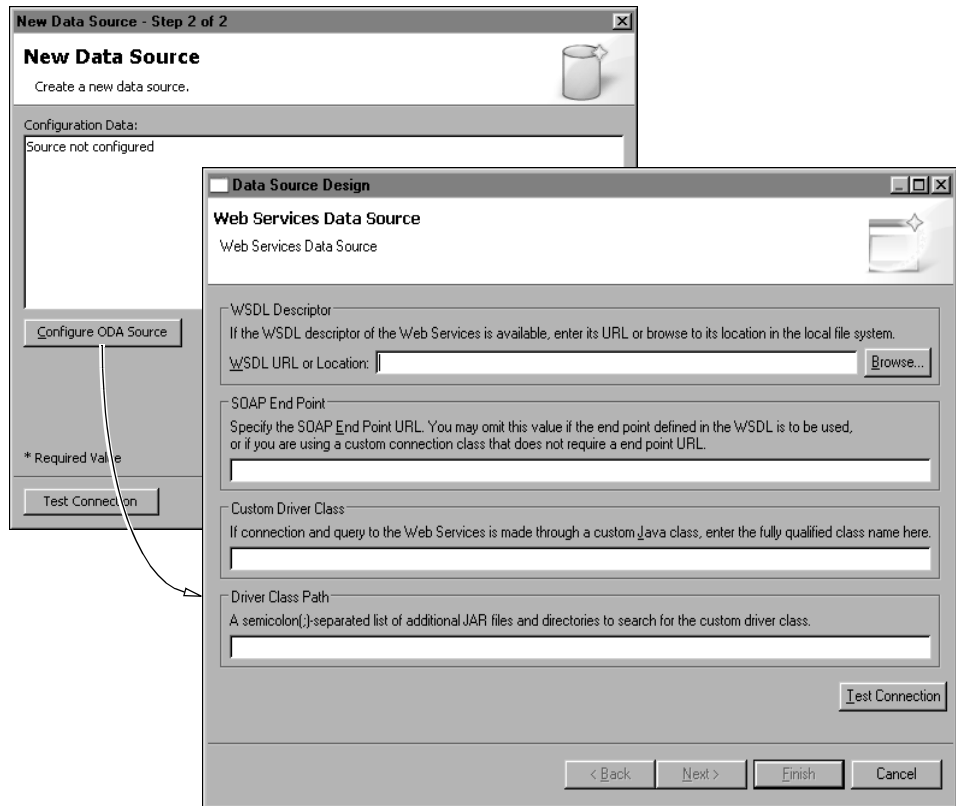 New Data Source - Step 2 of 2
New Data Source
Create a new data source.
Configuration Data:
Source not configured
Configure ODA Source
* Required Value
Test Connection
Data Source Design
Web Services Data Source
Web Services Data Source
WSDL Descriptor
If the WSDL descriptor of the Web Services is available, enter its URL or browse to its location in the local file system.
WSDL URL or Location:
Browse...
SOAP End Point
Specify the SOAP End Point URL. You may omit this value if the end point defined in the WSDL is to be used,
or if you are using a custom connection class that does not require a end point URL.
Custom Driver Class
If connection and query to the Web Services is made through a custom Java class, enter the fully qualified class name here.
Driver Class Path
A semicolon(;)-separated list of additional JAR files and directories to search for the custom driver class.
Test Connection
< Back
Next >
Finish
Cancel